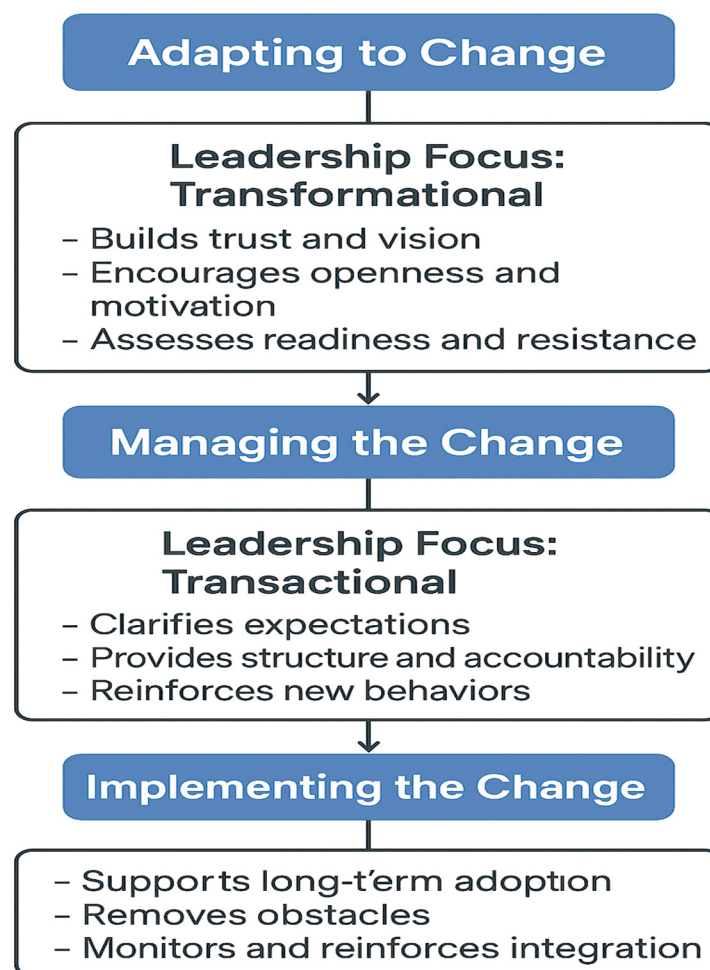 Adapting to Change
Leadership Focus:
Transformational
– Builds trust and vision
– Encourages openness and
motivation
– Assesses readiness and resistance
Managing the Change
Leadership Focus:
Transactional
– Clarifies expectations
– Provides structure and accountability
– Reinforces new behaviors
Implementing the Change
– Supports long-t’erm adoption
– Removes obstacles
– Monitors and reinforces integration